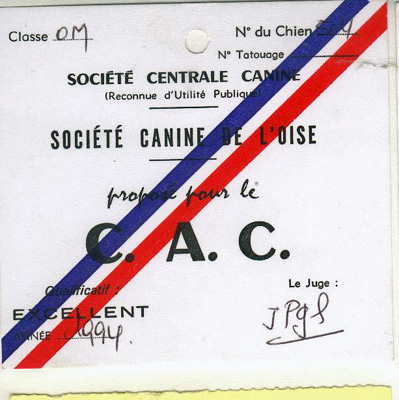 Classe OM N° du Chien
N° Tatouage
SOCIÉTÉ CENTRALE CANINE
(Reconnue d'Utilité Publique)
SOCIÉTÉ CANINE DE L'OISE
proposé pour le
C. A. C.
Qualificatif : Le Juge :
EXCELLENT
ANNÉE 1994